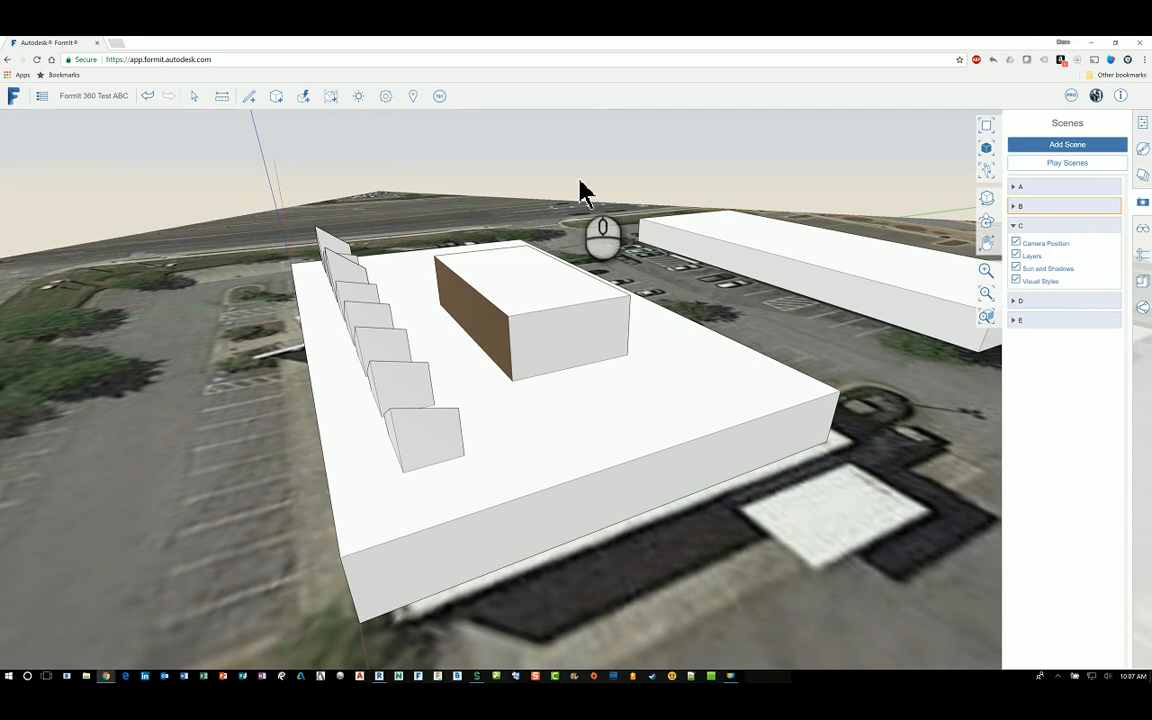 Autodesk® FormIt®
Secure
https://app.formit.autodesk.com
Apps
Bookmarks
Other bookmarks
FormIt 360 Test ABC
PRO
Scenes
Add Scene
Play Scenes
A
B
C
Camera Position
Layers
Sun and Shadows
Visual Styles
D
E
10:07 AM